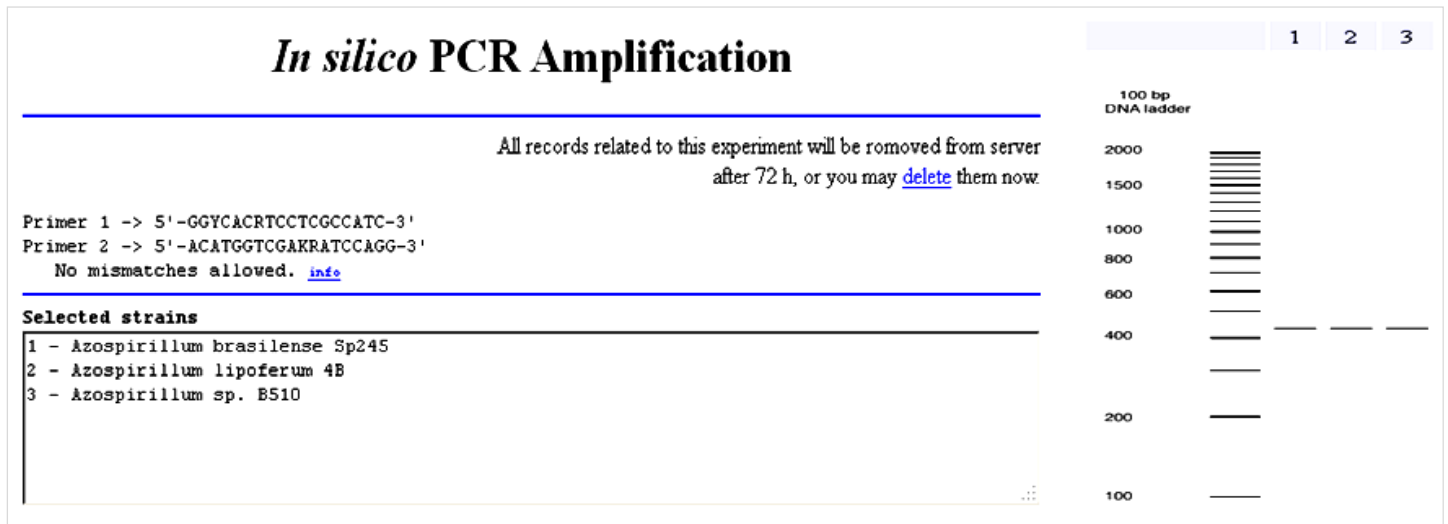 In silico PCR Amplification
All records related to this experiment will be romoved from server
after 72 h, or you may delete them now.
Primer 1 -> 5'-GGYCACRTCCTCGCCATC-3'
Primer 2 -> 5'-ACATGGTCGAKRATCCAGG-3'
No mismatches allowed. info
Selected strains
1 - Azospirillum brasilense Sp245
2 - Azospirillum lipoferum 4B
3 - Azospirillum sp. B510
1 2 3
100 bp
DNA ladder
2000
1500
1000
800
600
400
200
100